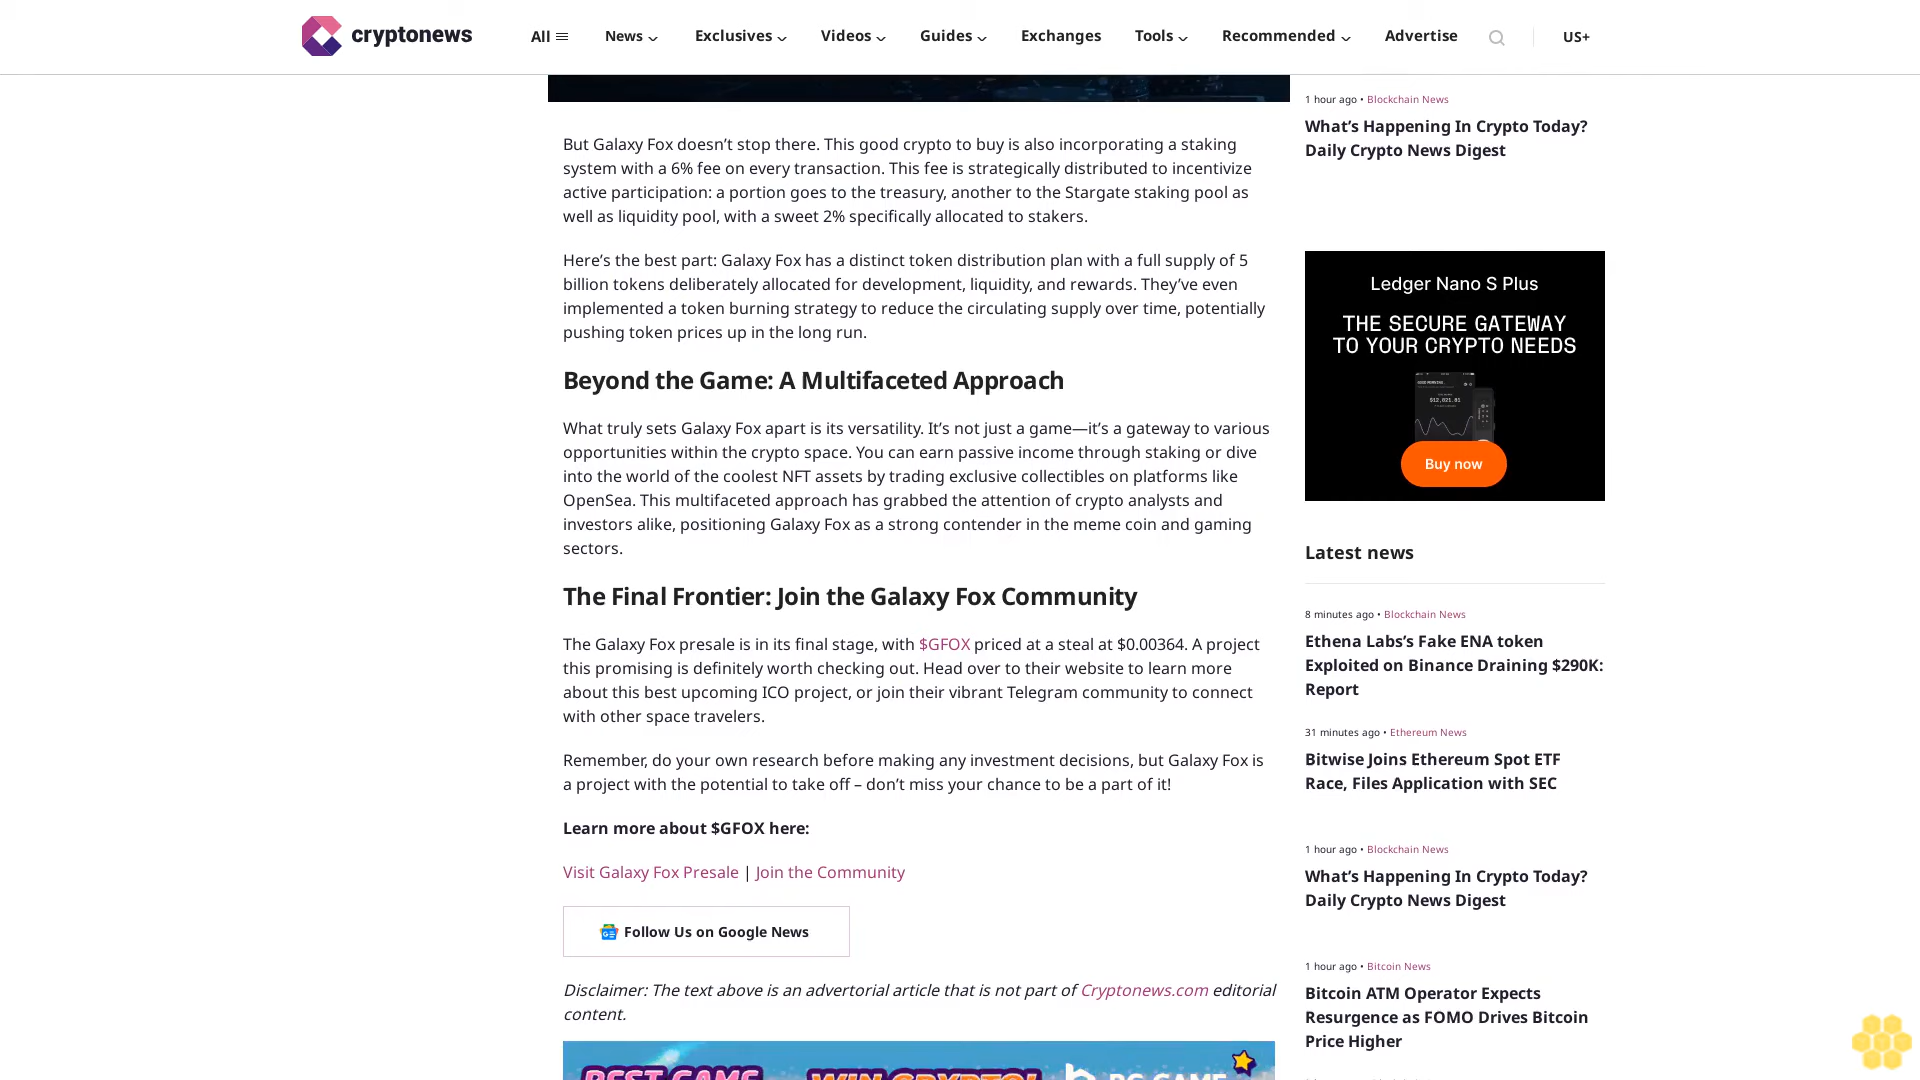 cryptonews
All
News
Exclusives
Videos
Guides
Exchanges
Tools
Recommended
Advertise
US+
But Galaxy Fox doesn’t stop there. This good crypto to buy is also incorporating a staking
system with a 6% fee on every transaction. This fee is strategically distributed to incentivize
active participation: a portion goes to the treasury, another to the Stargate staking pool as
well as liquidity pool, with a sweet 2% specifically allocated to stakers.
Here’s the best part: Galaxy Fox has a distinct token distribution plan with a full supply of 5
billion tokens deliberately allocated for development, liquidity, and rewards. They’ve even
implemented a token burning strategy to reduce the circulating supply over time, potentially
pushing token prices up in the long run.
Beyond the Game: A Multifaceted Approach
What truly sets Galaxy Fox apart is its versatility. It’s not just a game—it’s a gateway to various
opportunities within the crypto space. You can earn passive income through staking or dive
into the world of the coolest NFT assets by trading exclusive collectibles on platforms like
OpenSea. This multifaceted approach has grabbed the attention of crypto analysts and
investors alike, positioning Galaxy Fox as a strong contender in the meme coin and gaming
sectors.
The Final Frontier: Join the Galaxy Fox Community
The Galaxy Fox presale is in its final stage, with $GFOX priced at a steal at $0.00364. A project
this promising is definitely worth checking out. Head over to their website to learn more
about this best upcoming ICO project, or join their vibrant Telegram community to connect
with other space travelers.
Remember, do your own research before making any investment decisions, but Galaxy Fox is
a project with the potential to take off – don’t miss your chance to be a part of it!
Learn more about $GFOX here:
Visit Galaxy Fox Presale | Join the Community
Follow Us on Google News
Disclaimer: The text above is an advertorial article that is not part of Cryptonews.com editorial
content.
BEST GAME
WIN CRYPTO!
BC.GAME
1 hour ago • Blockchain News
What’s Happening In Crypto Today?
Daily Crypto News Digest
Ledger Nano S Plus
THE SECURE GATEWAY
TO YOUR CRYPTO NEEDS
$12,021.01
Buy now
Latest news
8 minutes ago • Blockchain News
Ethena Labs’s Fake ENA token
Exploited on Binance Draining $290K:
Report
31 minutes ago • Ethereum News
Bitwise Joins Ethereum Spot ETF
Race, Files Application with SEC
1 hour ago • Blockchain News
What’s Happening In Crypto Today?
Daily Crypto News Digest
1 hour ago • Bitcoin News
Bitcoin ATM Operator Expects
Resurgence as FOMO Drives Bitcoin
Price Higher